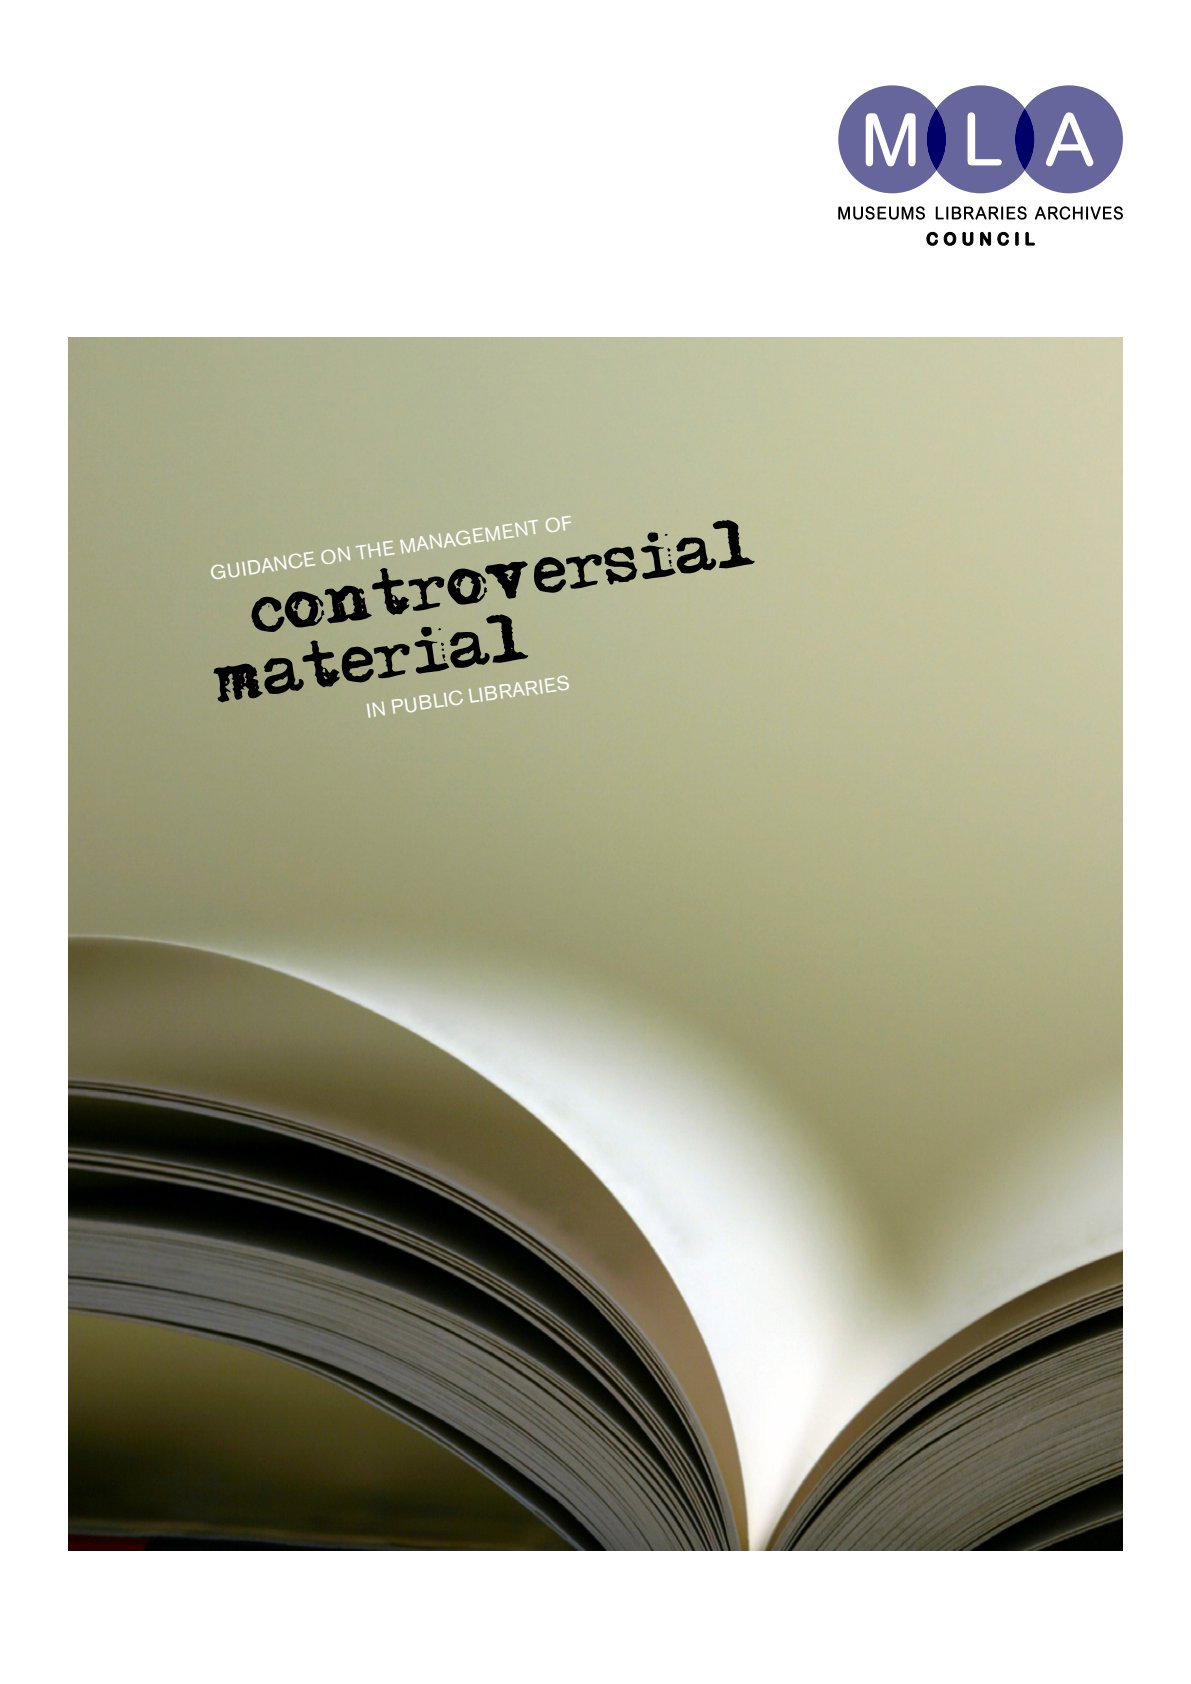 M L A
MUSEUMS LIBRARIES ARCHIVES
COUNCIL
GUIDANCE ON THE MANAGEMENT OF
controversial
material
IN PUBLIC LIBRARIES